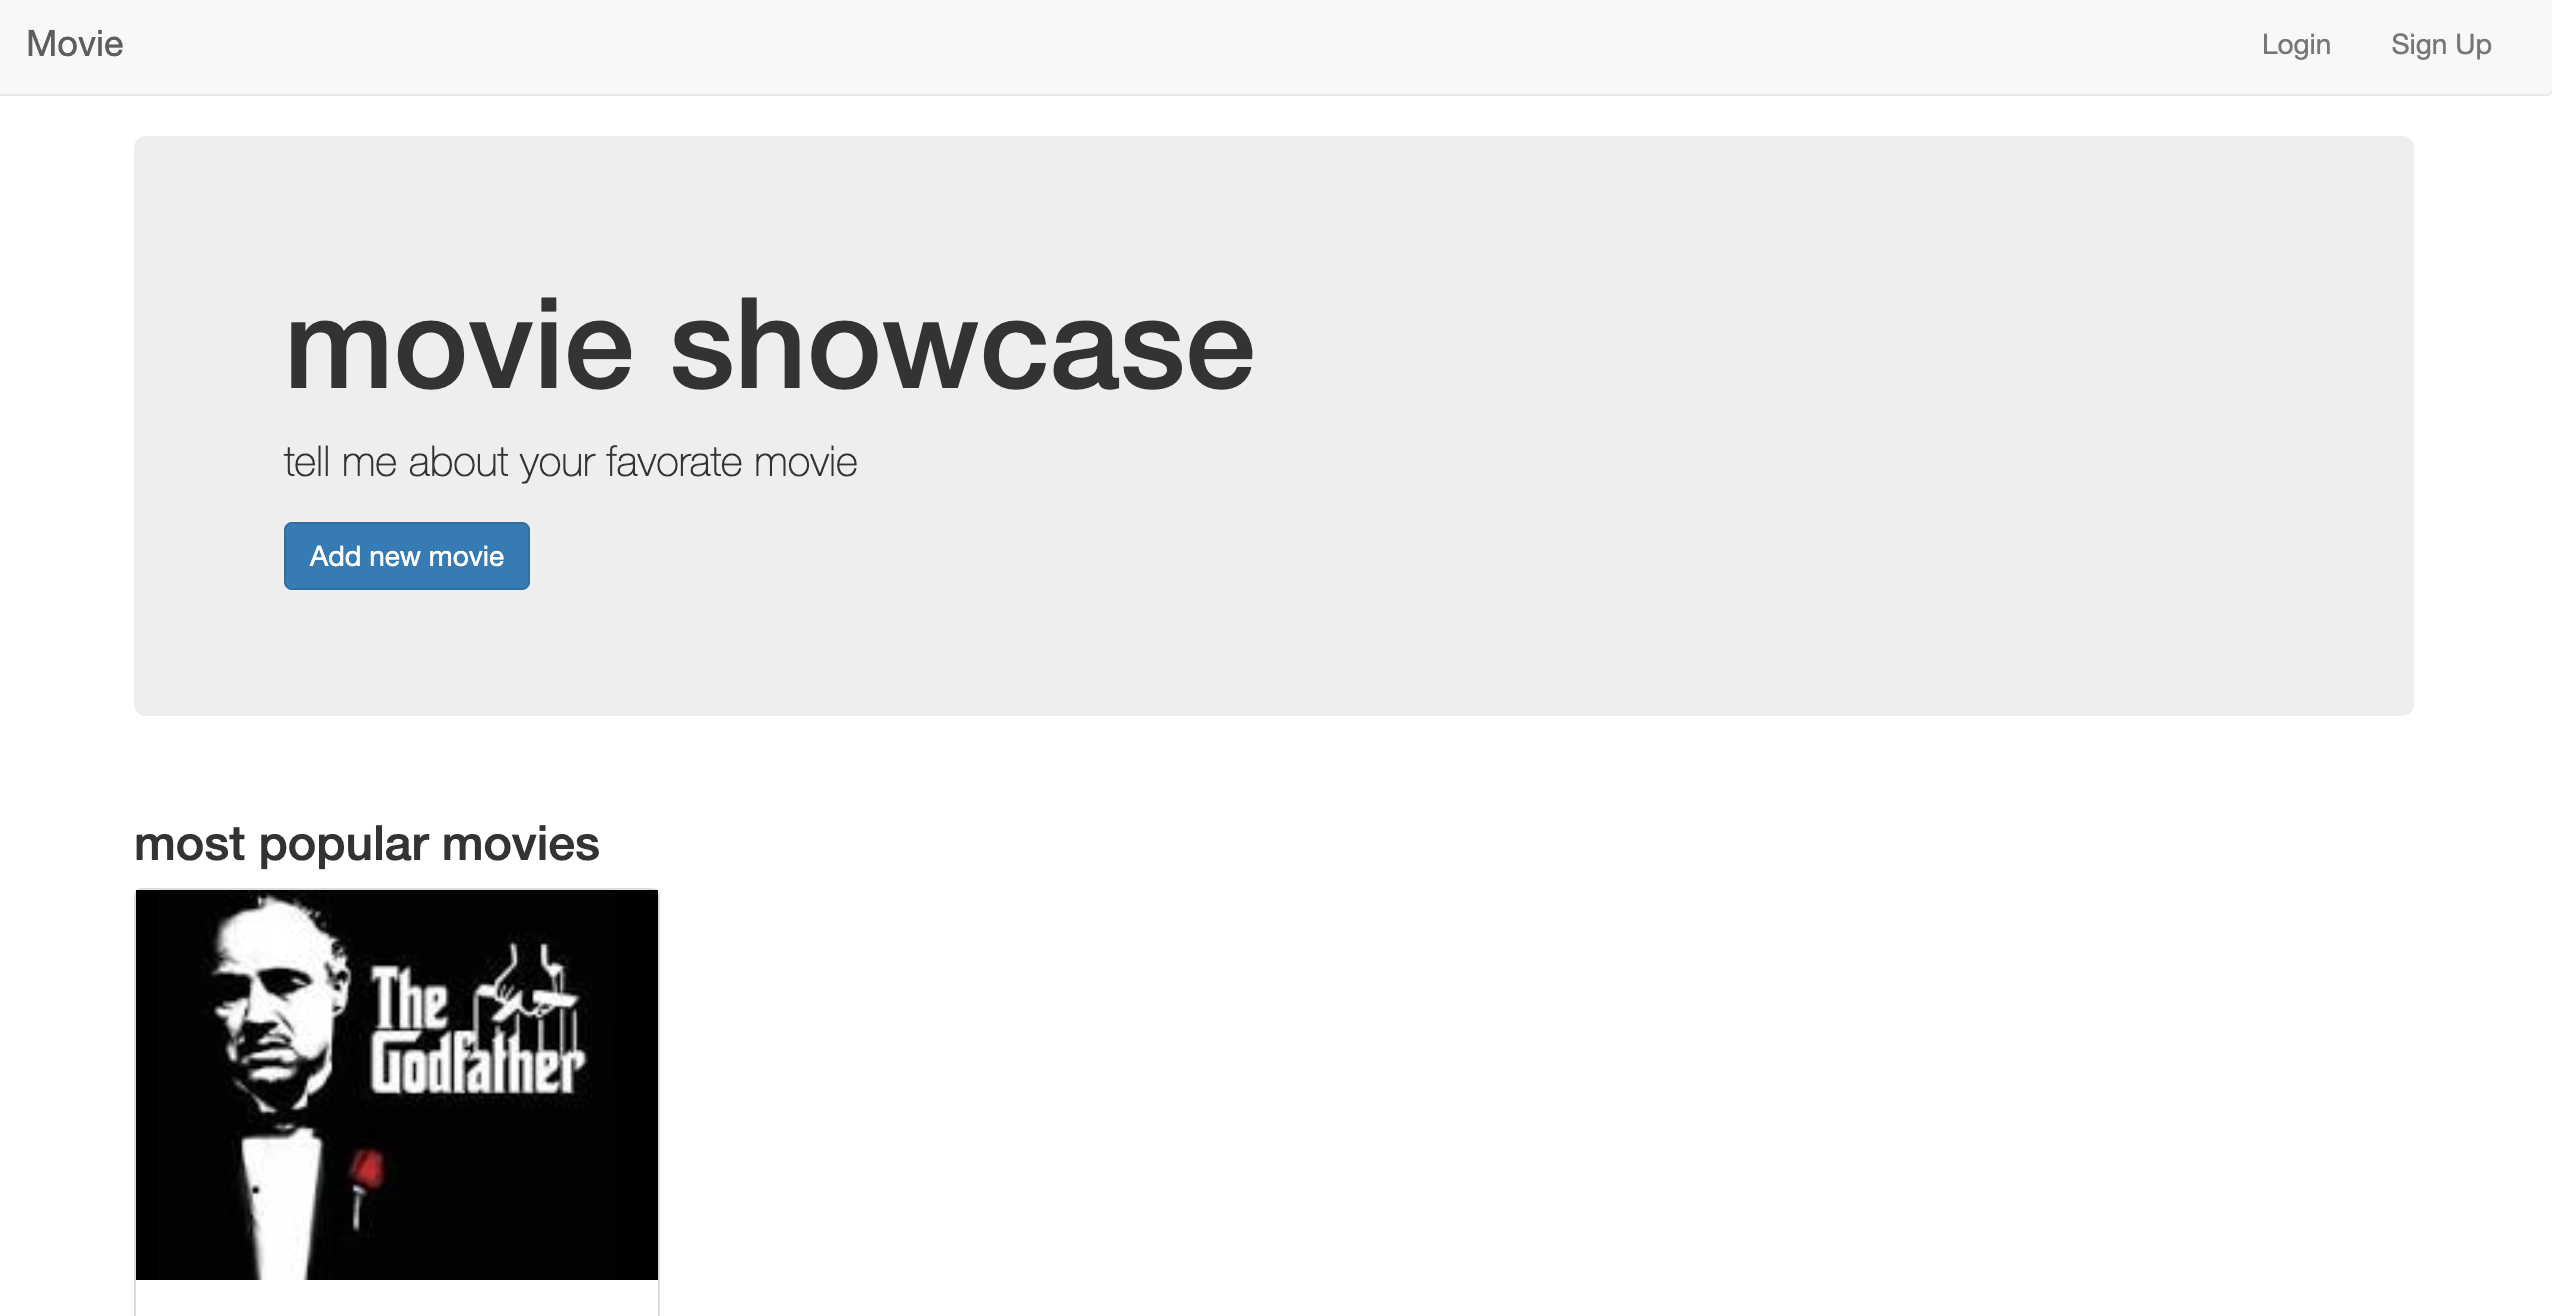 Movie
Login
Sign Up
movie showcase
tell me about your favorate movie
Add new movie
most popular movies
The
Godfather